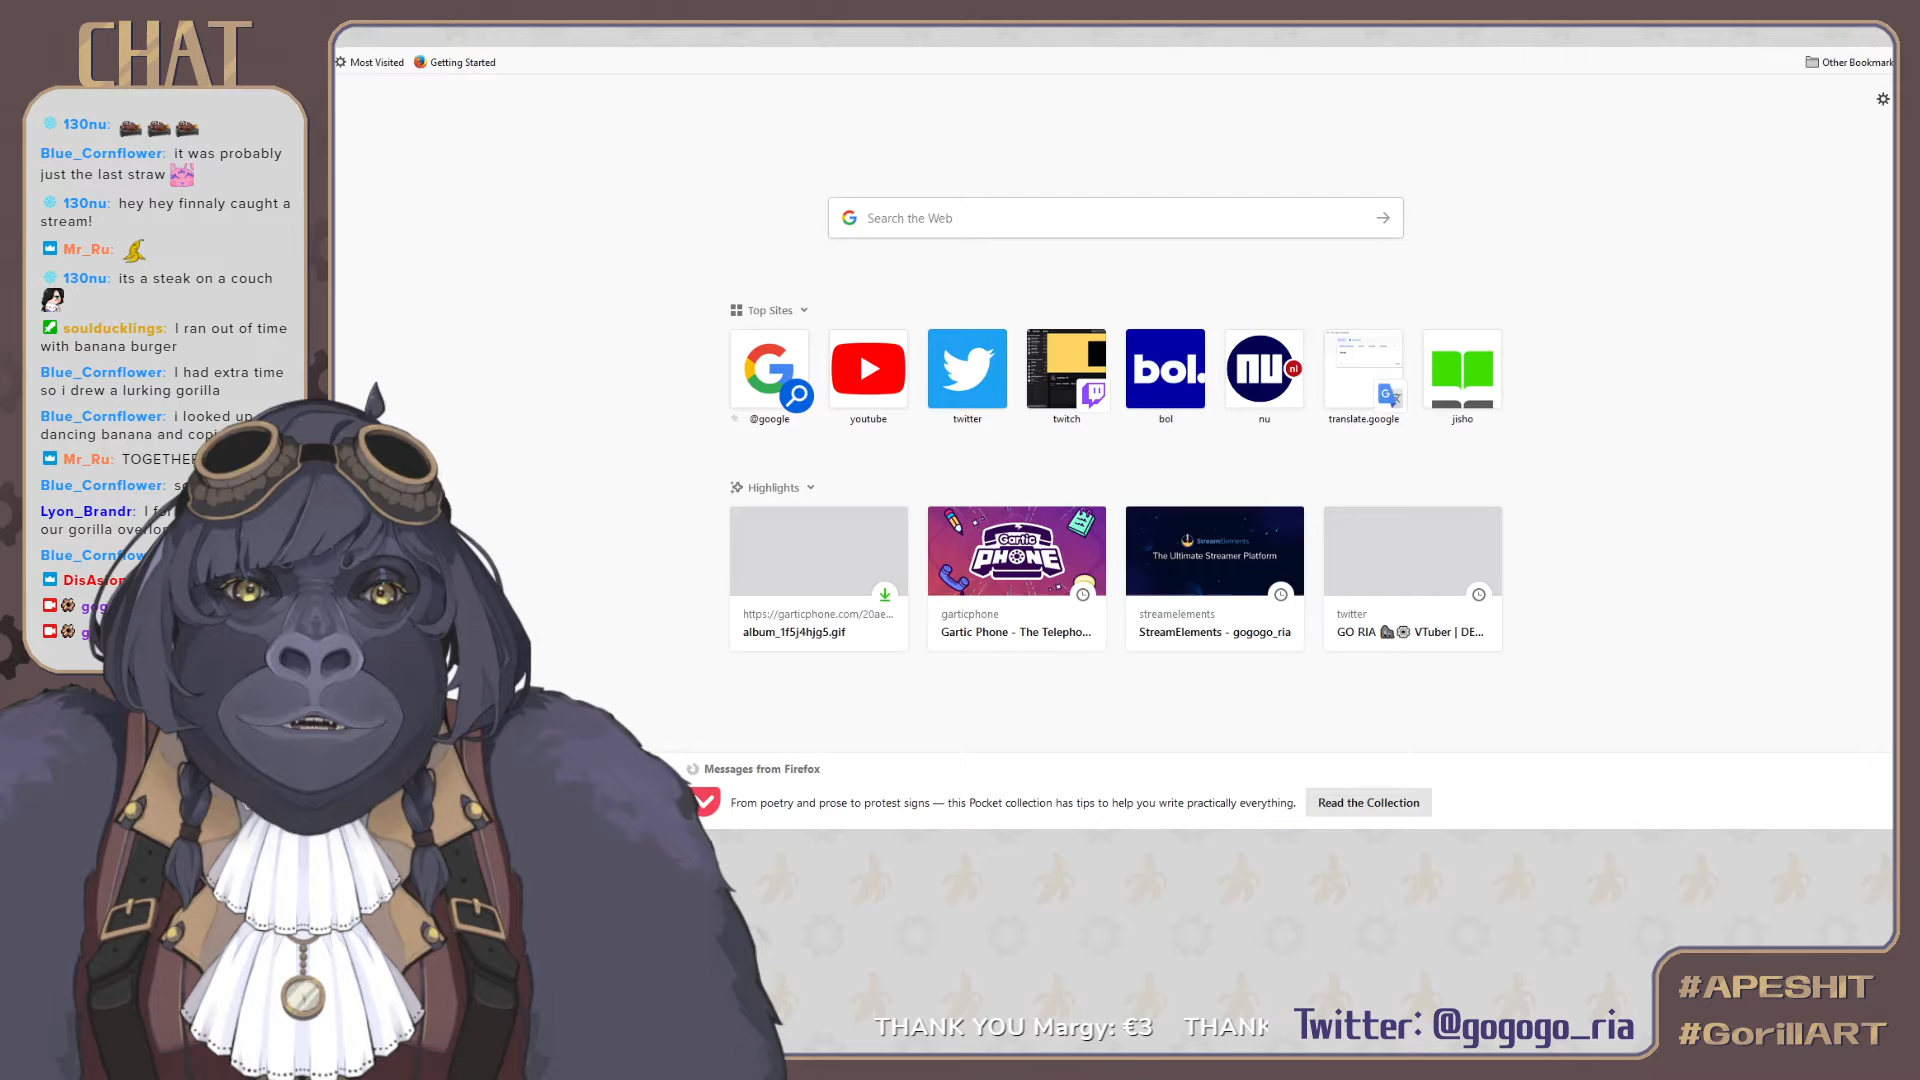 CHAT
130nu:
Blue_Cornflower: it was probably
just the last straw
130nu: hey hey finnaly caught a
stream!
Mr_Ru:
130nu: its a steak on a couch
soulducklings: I ran out of time
with banana burger
Blue_Cornflower: I had extra time
so i drew a lurking gorilla
Blue_Cornflower: i looked up
dancing banana and
Mr_Ru: TOGETHER
Blue_Cornflower:
Lyon_Brandr: I
our gorilla
Most Visited
Getting Started
Other Bookmark
Search the Web
Top Sites
bol.
nu
nl
@google
youtube
twitter
twitch
bol
nu
translate.google
jisho
Highlights
Gartic
PHONE
StreamElements
The Ultimate Streamer Platform
https://garticphone.com/20ae...
album_1f5j4hjg5.gif
garticphone
Gartic Phone - The Telepho...
streamelements
StreamElements - gogogo_ria
twitter
GO RIA VTuber | DE...
Messages from Firefox
From poetry and prose to protest signs — this Pocket collection has tips to help you write practically everything.
Read the Collection
THANK YOU Margy: €3 THANK
Twitter: @gogogo_ria
#APESHIT
#GorillART